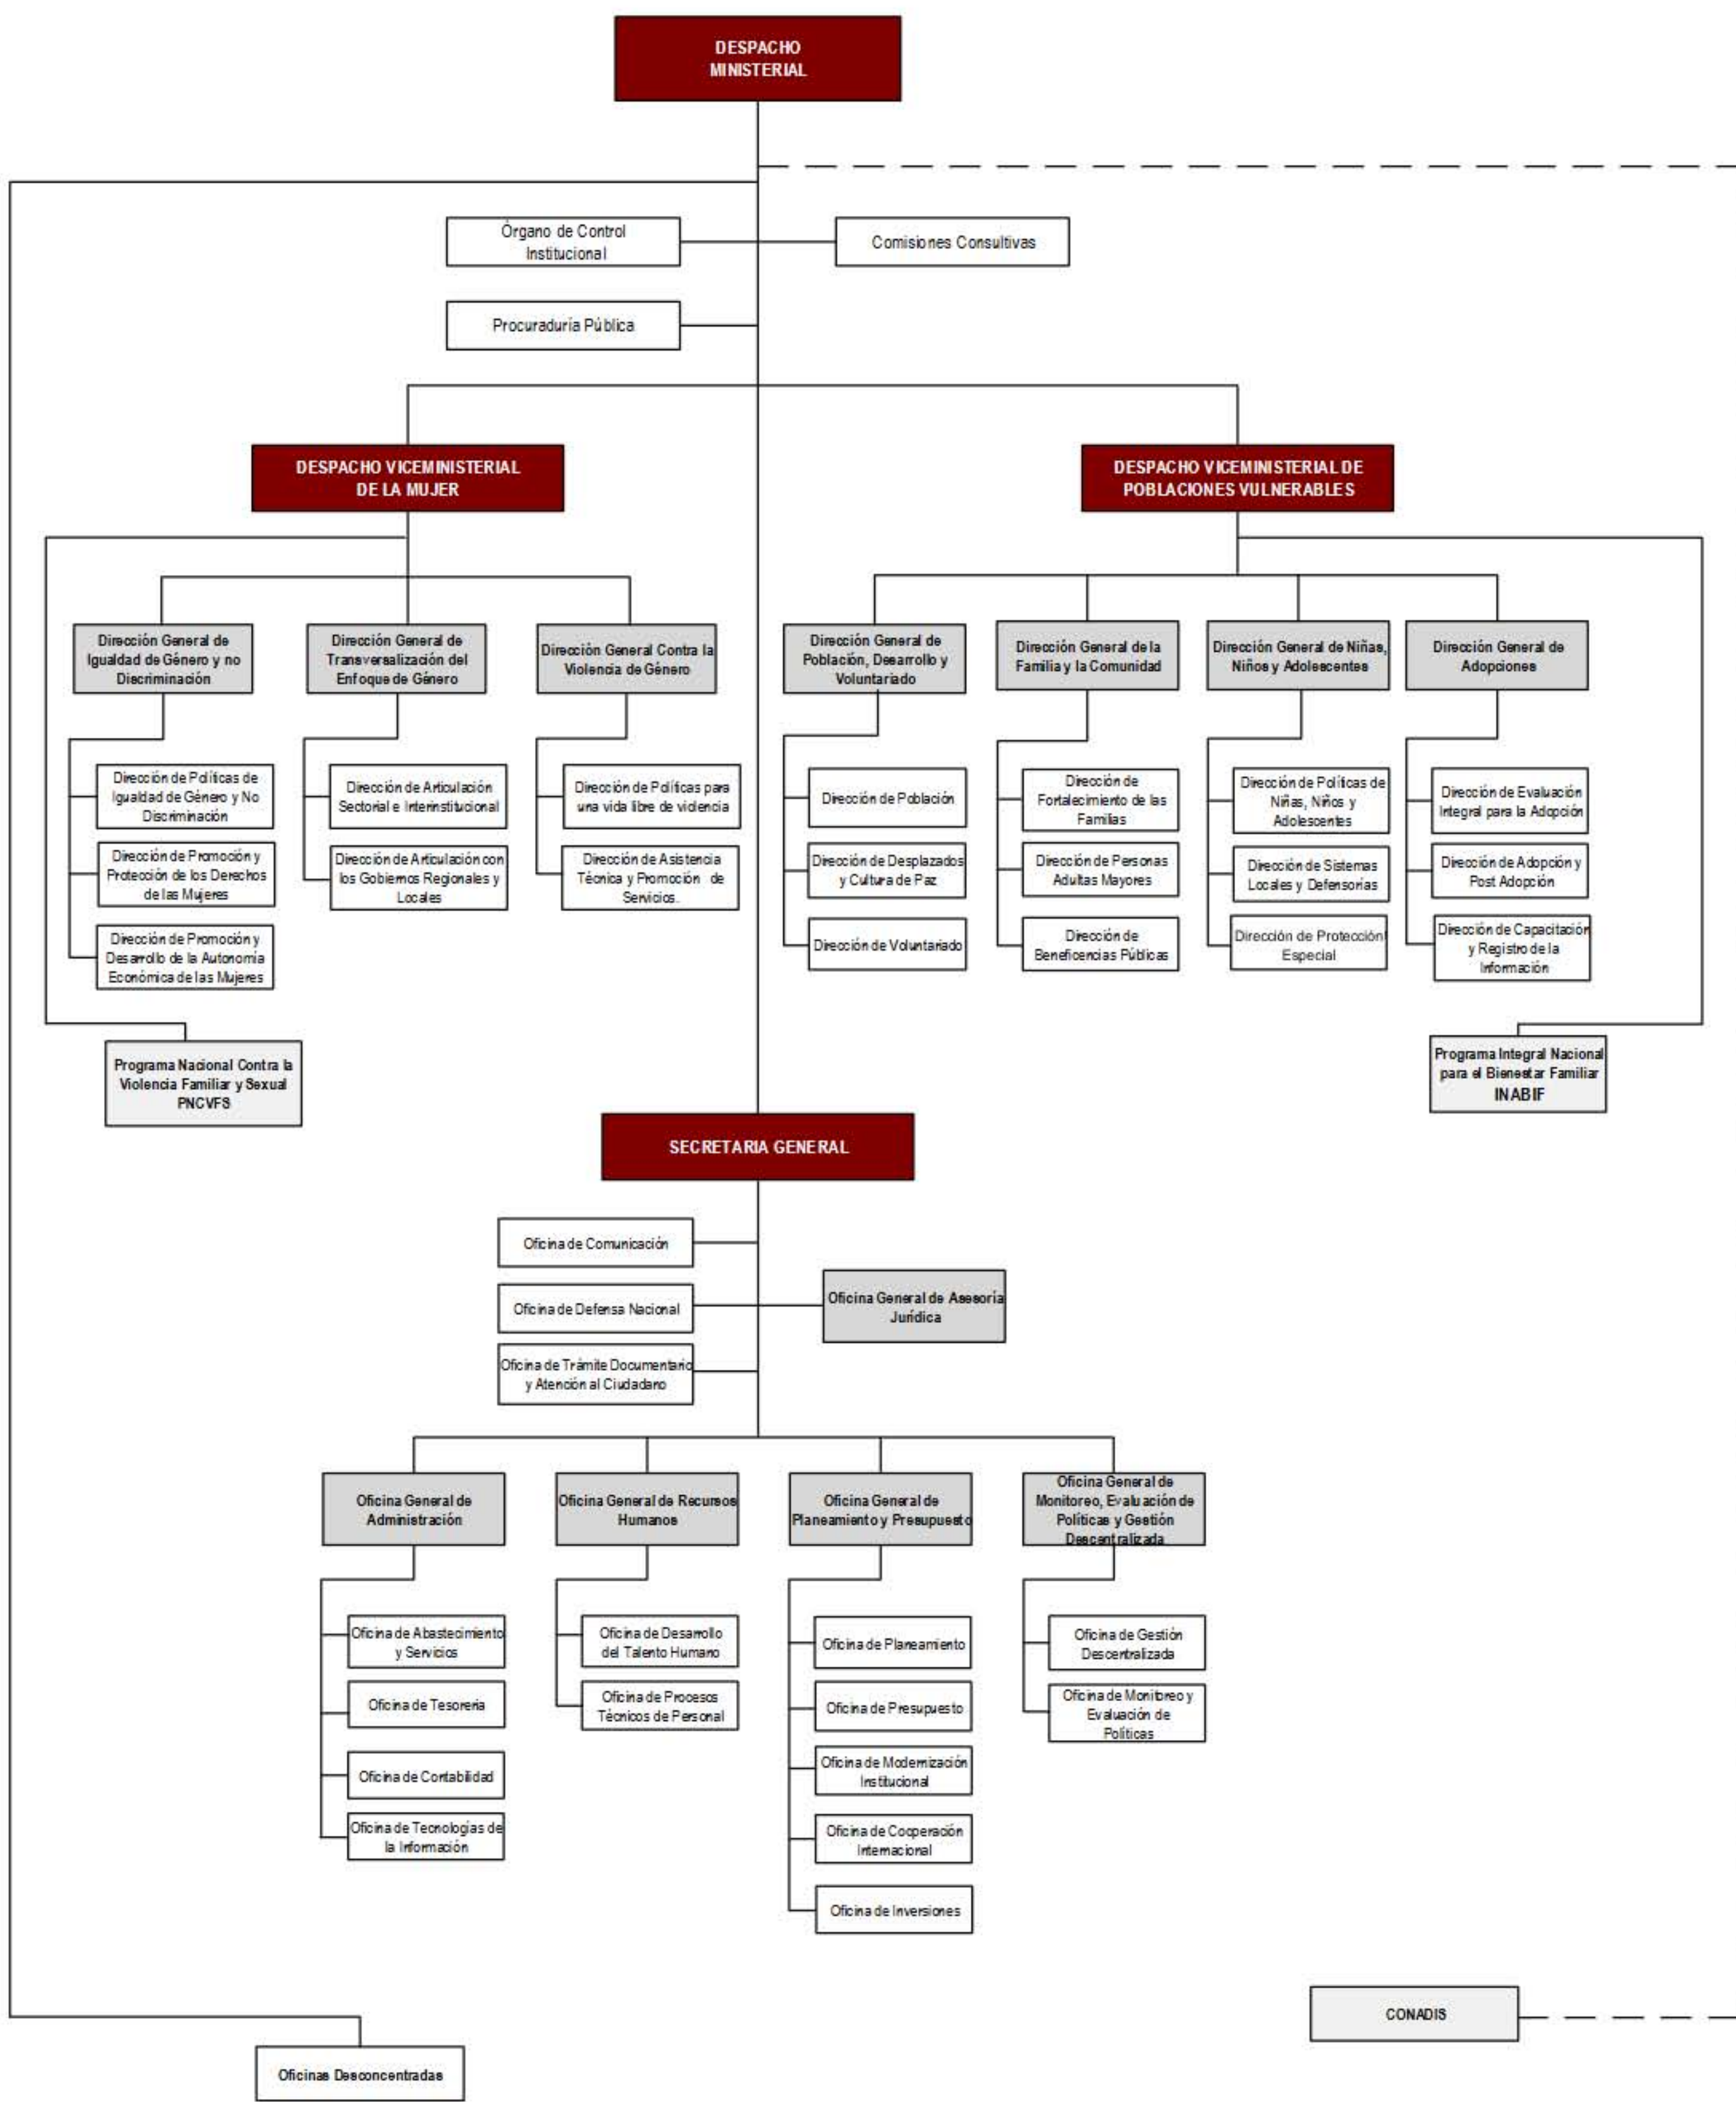 DESPACHO
MINISTERIAL
Órgano de Control
Institucional
Comisiones Consultivas
Procuraduría Pública
DESPACHO VICEMINISTERIAL
DE LA MUJER
DESPACHO VICEMINISTERIAL DE
POBLACIONES VULNERABLES
Dirección General de
Igualdad de Género y no
Discriminación
Dirección General de
Transversalización del
Enfoque de Género
Dirección General Contra la
Violencia de Género
Dirección General de
Población, Desarrollo y
Voluntariado
Dirección General de la
Familia y la Comunidad
Dirección General de Niñas,
Niños y Adolescentes
Dirección General de
Adopciones
Dirección de Políticas de
Igualdad de Género y No
Discriminación
Dirección de Promoción y
Protección de los Derechos
de las Mujeres
Dirección de Promoción y
Desarrollo de la Autonomía
Económica de las Mujeres
Dirección de Articulación
Sectorial e Interinstitucional
Dirección de Articulación con
los Gobiernos Regionales y
Locales
Dirección de Políticas para
una vida libre de violencia
Dirección de Asistencia
Técnica y Promoción de
Servicios.
Dirección de Población
Dirección de Desplazados
y Cultura de Paz
Dirección de Voluntariado
Dirección de
Fortalecimiento de las
Familias
Dirección de Personas
Adultas Mayores
Dirección de
Beneficencias Públicas
Dirección de Políticas de
Niñas, Niños y
Adolescentes
Dirección de Sistemas
Locales y Defensorías
Dirección de Protección
Especial
Dirección de Evaluación
Integral para la Adopción
Dirección de Adopción y
Post Adopción
Dirección de Capacitación
y Registro de la
Información
Programa Nacional Contra la
Violencia Familiar y Sexual
PNCVFS
Programa Integral Nacional
para el Bienestar Familiar
INABIF
SECRETARIA GENERAL
Oficina de Comunicación
Oficina de Defensa Nacional
Oficina General de Asesoría
Jurídica
Oficina de Trámite Documentario
y Atención al Ciudadano
Oficina General de
Administración
Oficina General de Recursos
Humanos
Oficina General de
Planeamiento y Presupuesto
Oficina General de
Monitoreo, Evaluación de
Políticas y Gestión
Descentralizada
Oficina de Abastecimiento
y Servicios
Oficina de Tesorería
Oficina de Contabilidad
Oficina de Tecnologías de
la Información
Oficina de Desarrollo
del Talento Humano
Oficina de Procesos
Técnicos de Personal
Oficina de Planeamiento
Oficina de Presupuesto
Oficina de Modernización
Institucional
Oficina de Cooperación
Internacional
Oficina de Inversiones
Oficina de Gestión
Descentralizada
Oficina de Monitoreo y
Evaluación de
Políticas
CONADIS
Oficinas Desconcentradas